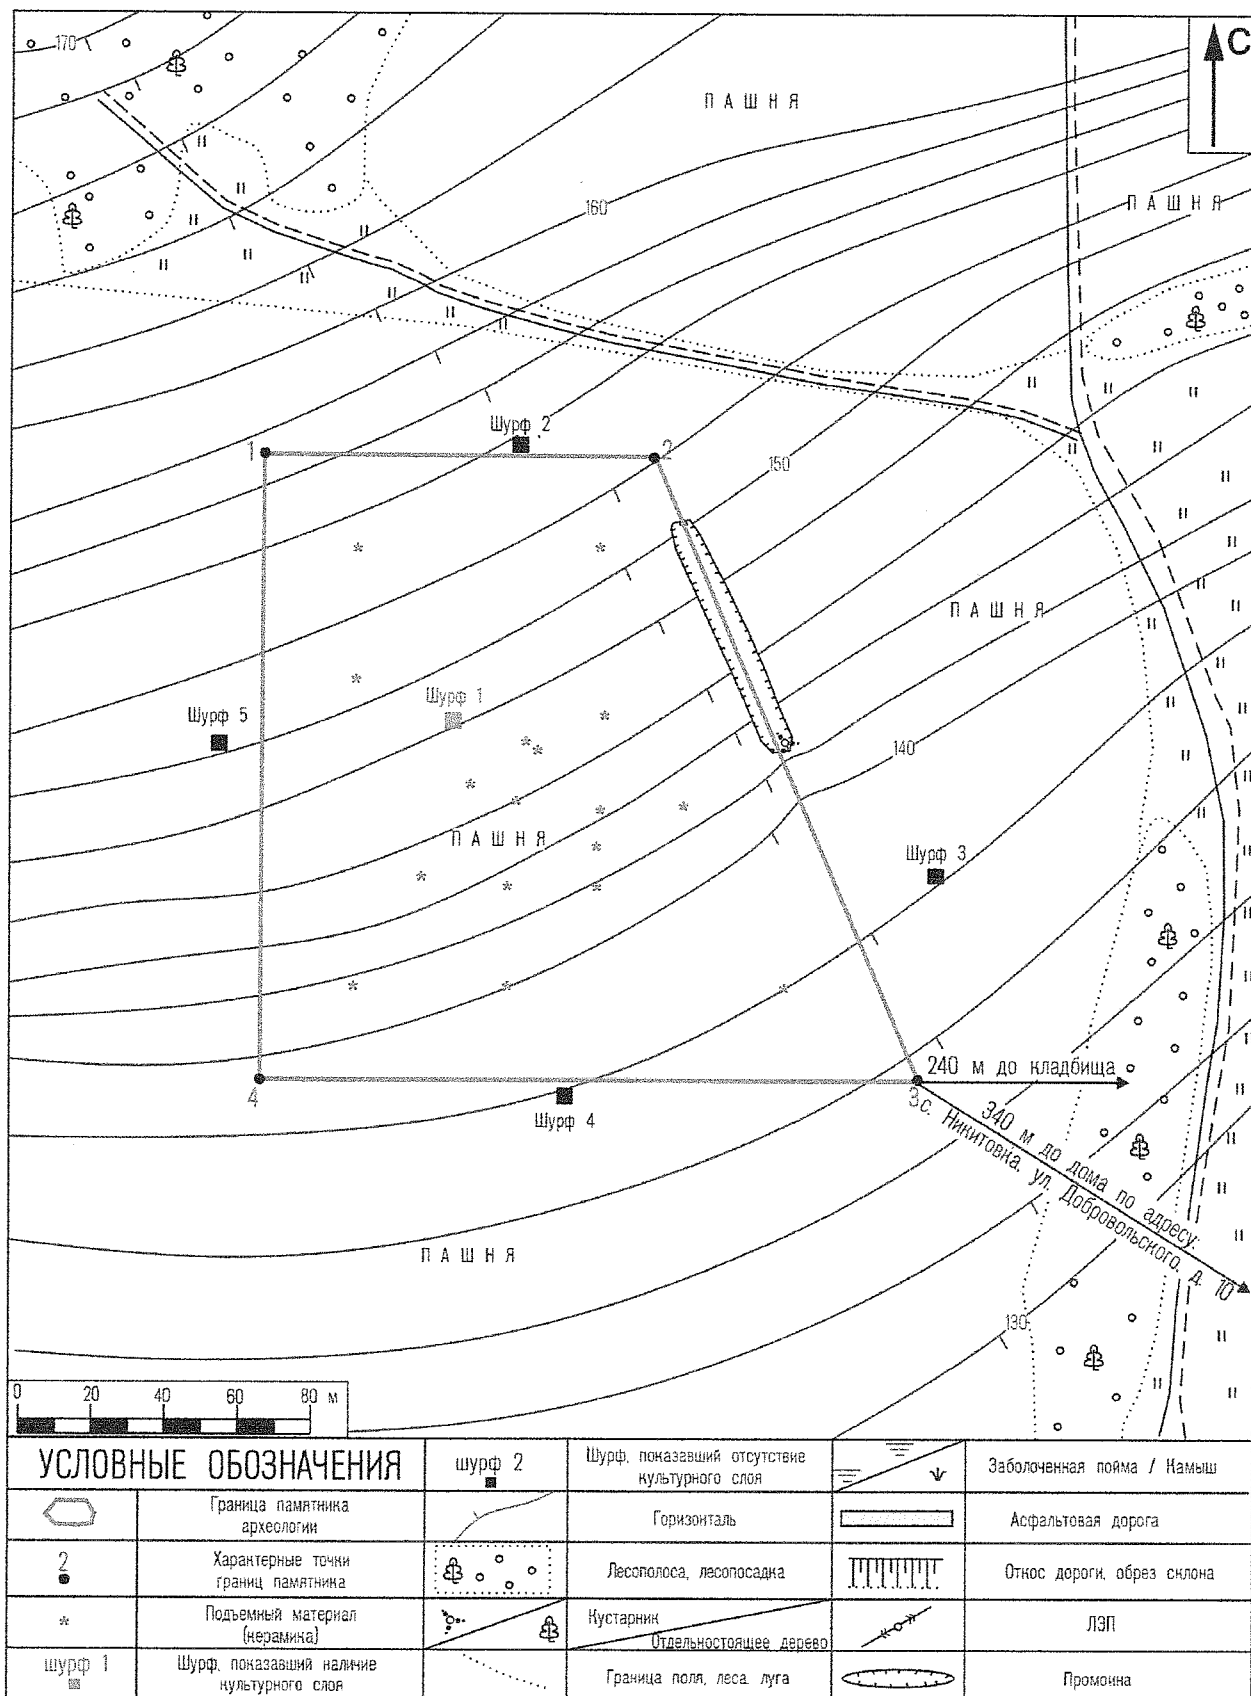 170
С
ПАШНЯ
160
ПАШНЯ
Шурф 2
1
2
150
ПАШНЯ
Шурф 1
Шурф 5
140
ПАШНЯ
Шурф 3
240 м до кладбища
4
3
Шурф 4
340 м до дома по адресу:
с. Никитовка, ул. Добровольского, д. 10
ПАШНЯ
130
0 20 40 60 80 м
УСЛОВНЫЕ ОБОЗНАЧЕНИЯ
шурф 2
Шурф, показавший отсутствие
культурного слоя
Заболоченная пойма / Камыш
Граница памятника
археологии
Горизонталь
Асфальтовая дорога
2
Характерные точки
границ памятника
Лесополоса, лесопосадка
Откос дороги, обрез склона
Подъемный материал
(керамика)
Кустарник
Отдельностоящее дерево
ЛЭП
шурф 1
Шурф, показавший наличие
культурного слоя
Граница поля, леса, луга
Промоина